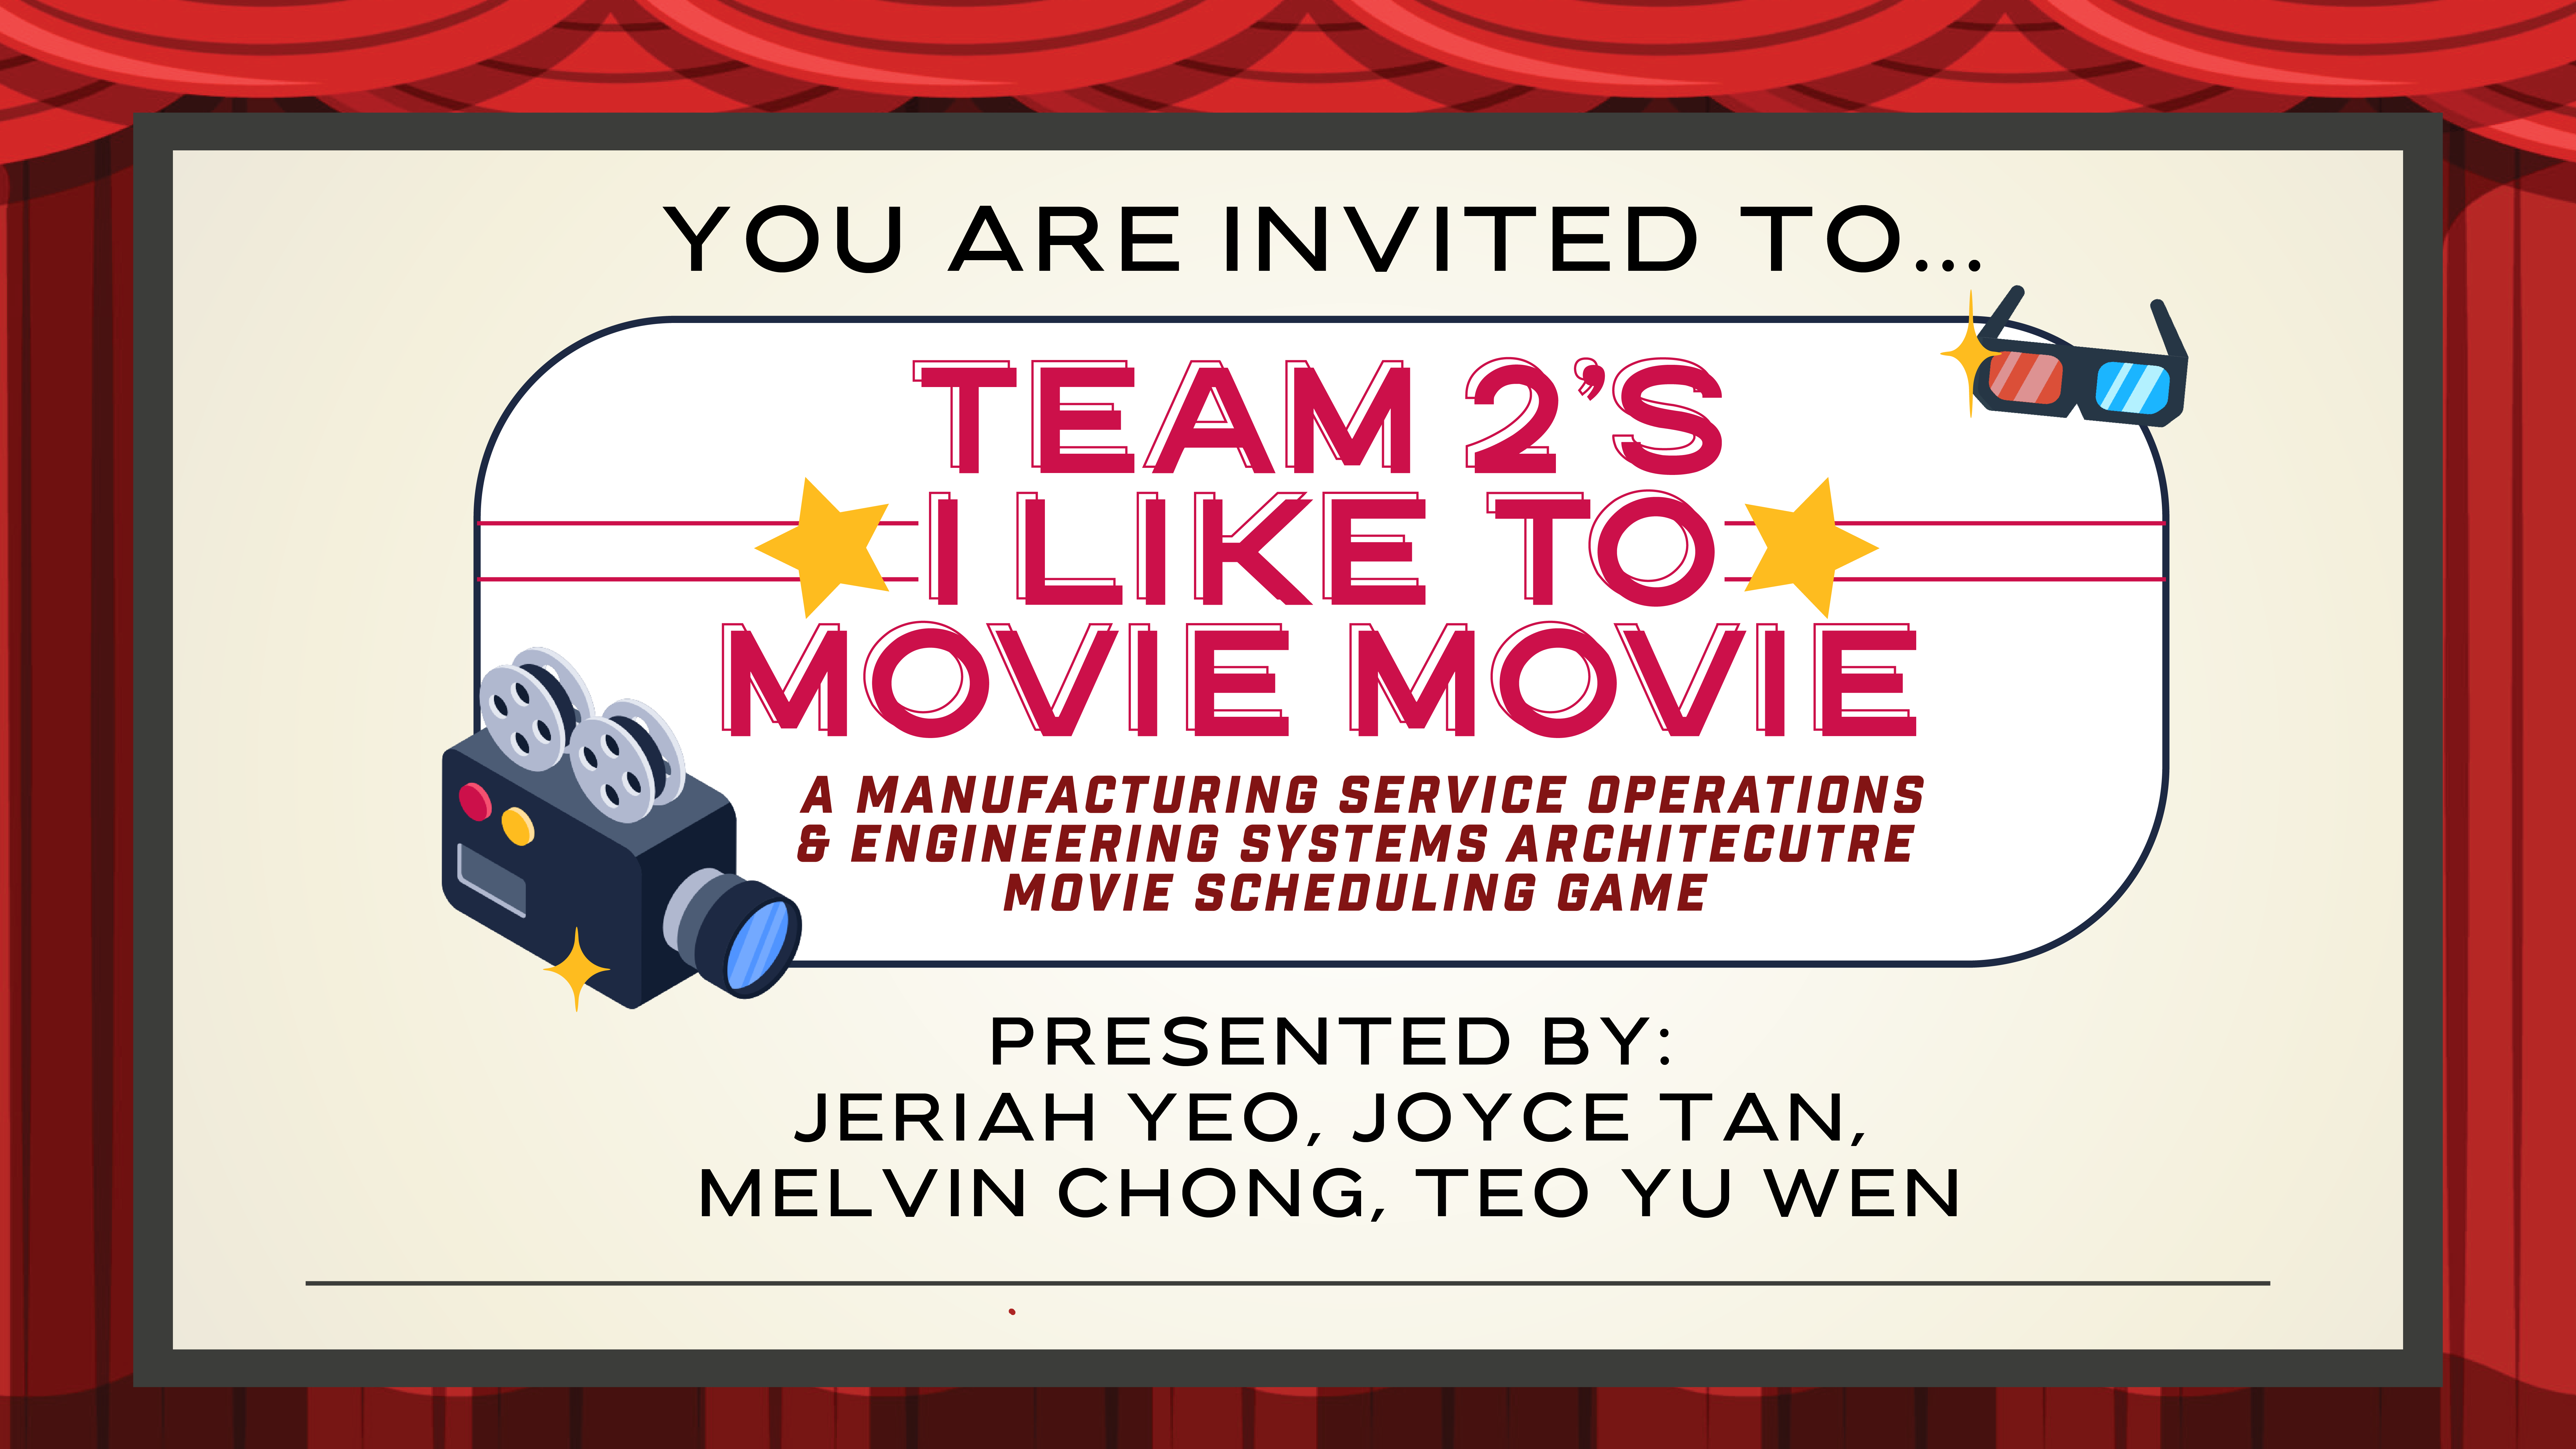 YOU ARE INVITED TO...
TEAM 2'S
I LIKE TO
MOVIE MOVIE
A MANUFACTURING SERVICE OPERATIONS
& ENGINEERING SYSTEMS ARCHITECUTRE
MOVIE SCHEDULING GAME
PRESENTED BY:
JERIAH YEO, JOYCE TAN,
MELVIN CHONG, TEO YU WEN